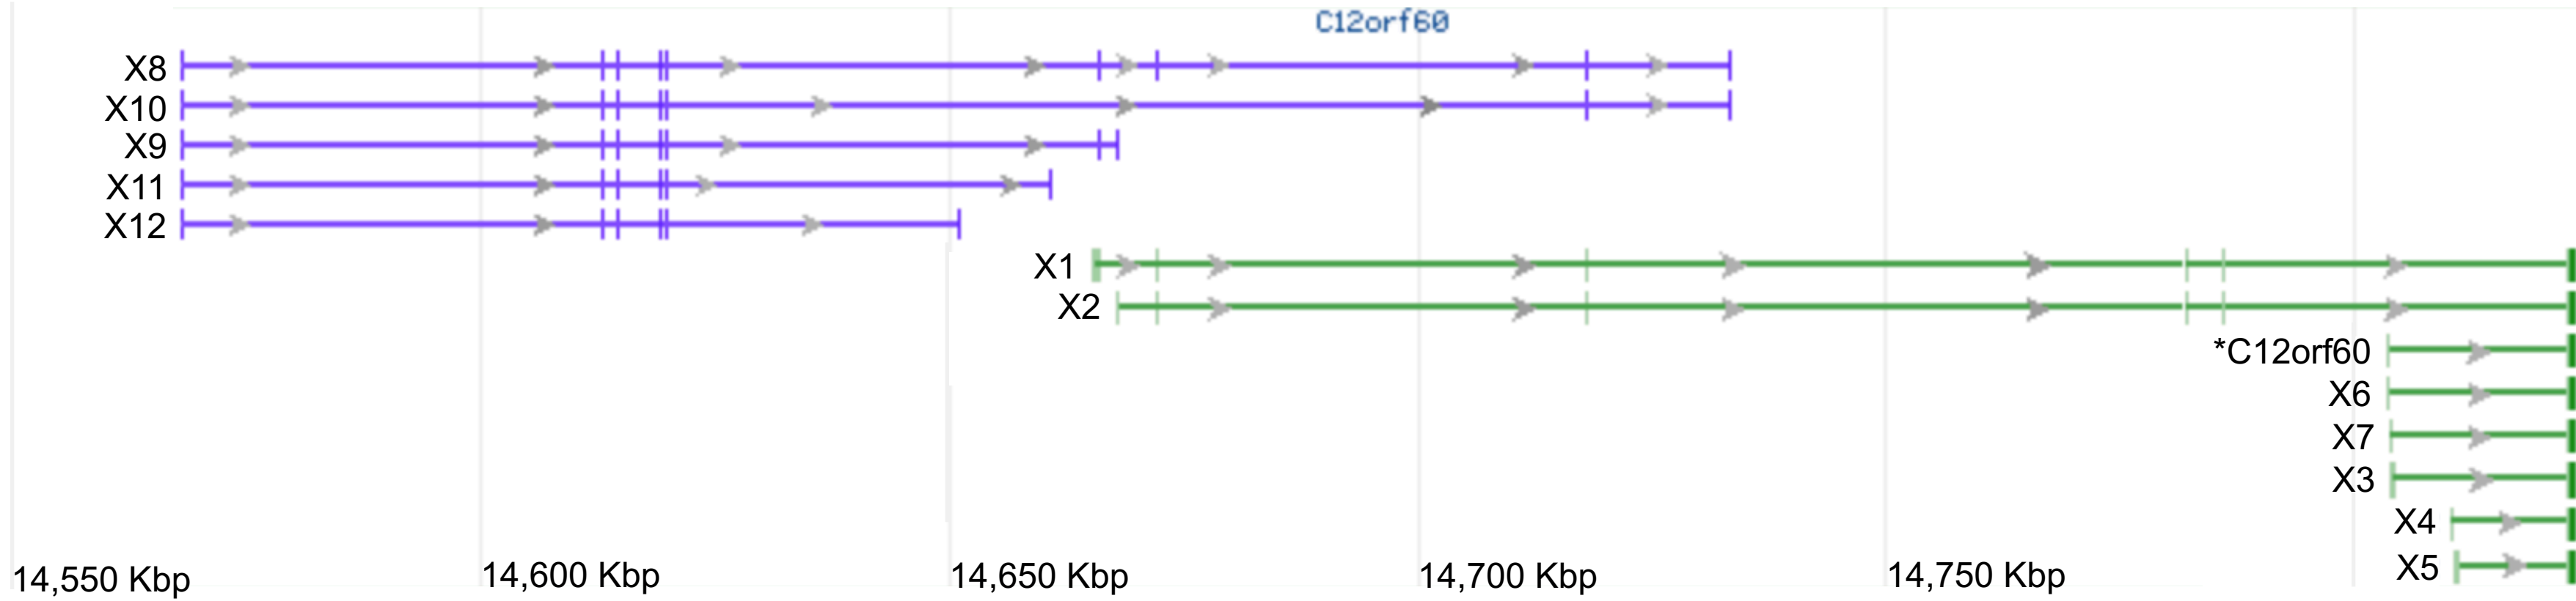 C12orf60
X8
X10
X9
X11
X12
X1
X2
*C12orf60
X6
X7
X3
X4
X5
14,550 Kbp
14,600 Kbp
14,650 Kbp
14,700 Kbp
14,750 Kbp